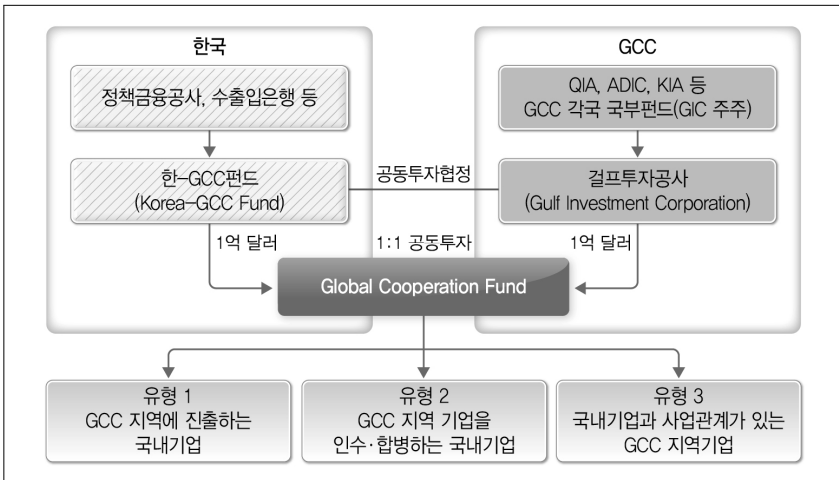 한국
정책금융공사, 수출입은행 등
한-GCC펀드
(Korea-GCC Fund)
1억 달러
공동투자협정
1:1 공동투자
GCC
QIA, ADIC, KIA 등
GCC 각국 국부펀드(GIC 주주)
걸프투자공사
(Gulf Investment Corporation)
1억 달러
Global Cooperation Fund
유형 1
GCC 지역에 진출하는
국내기업
유형 2
GCC 지역 기업을
인수·합병하는 국내기업
유형 3
국내기업과 사업관계가 있는
GCC 지역기업